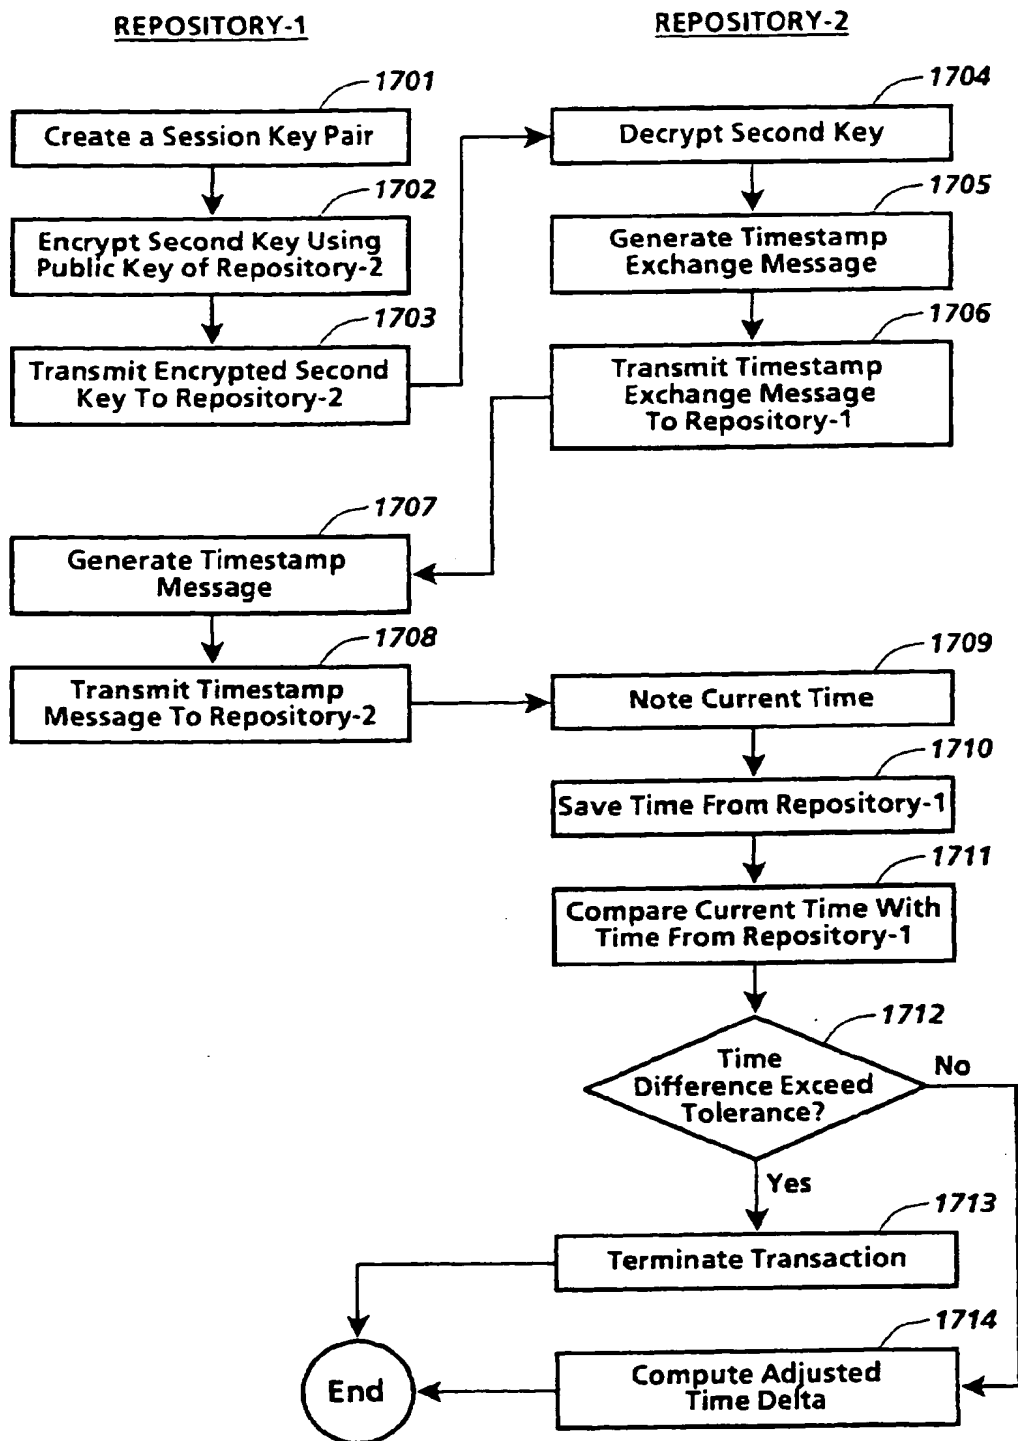 REPOSITORY-1
REPOSITORY-2
1701
Create a Session Key Pair
1702
Encrypt Second Key Using
Public Key of Repository-2
1703
Transmit Encrypted Second
Key To Repository-2
1704
Decrypt Second Key
1705
Generate Timestamp
Exchange Message
1706
Transmit Timestamp
Exchange Message
To Repository-1
1707
Generate Timestamp
Message
1708
Transmit Timestamp
Message To Repository-2
1709
Note Current Time
1710
Save Time From Repository-1
1711
Compare Current Time With
Time From Repository-1
1712
Time
Difference Exceed
Tolerance?
No
Yes
1713
Terminate Transaction
1714
Compute Adjusted
Time Delta
End